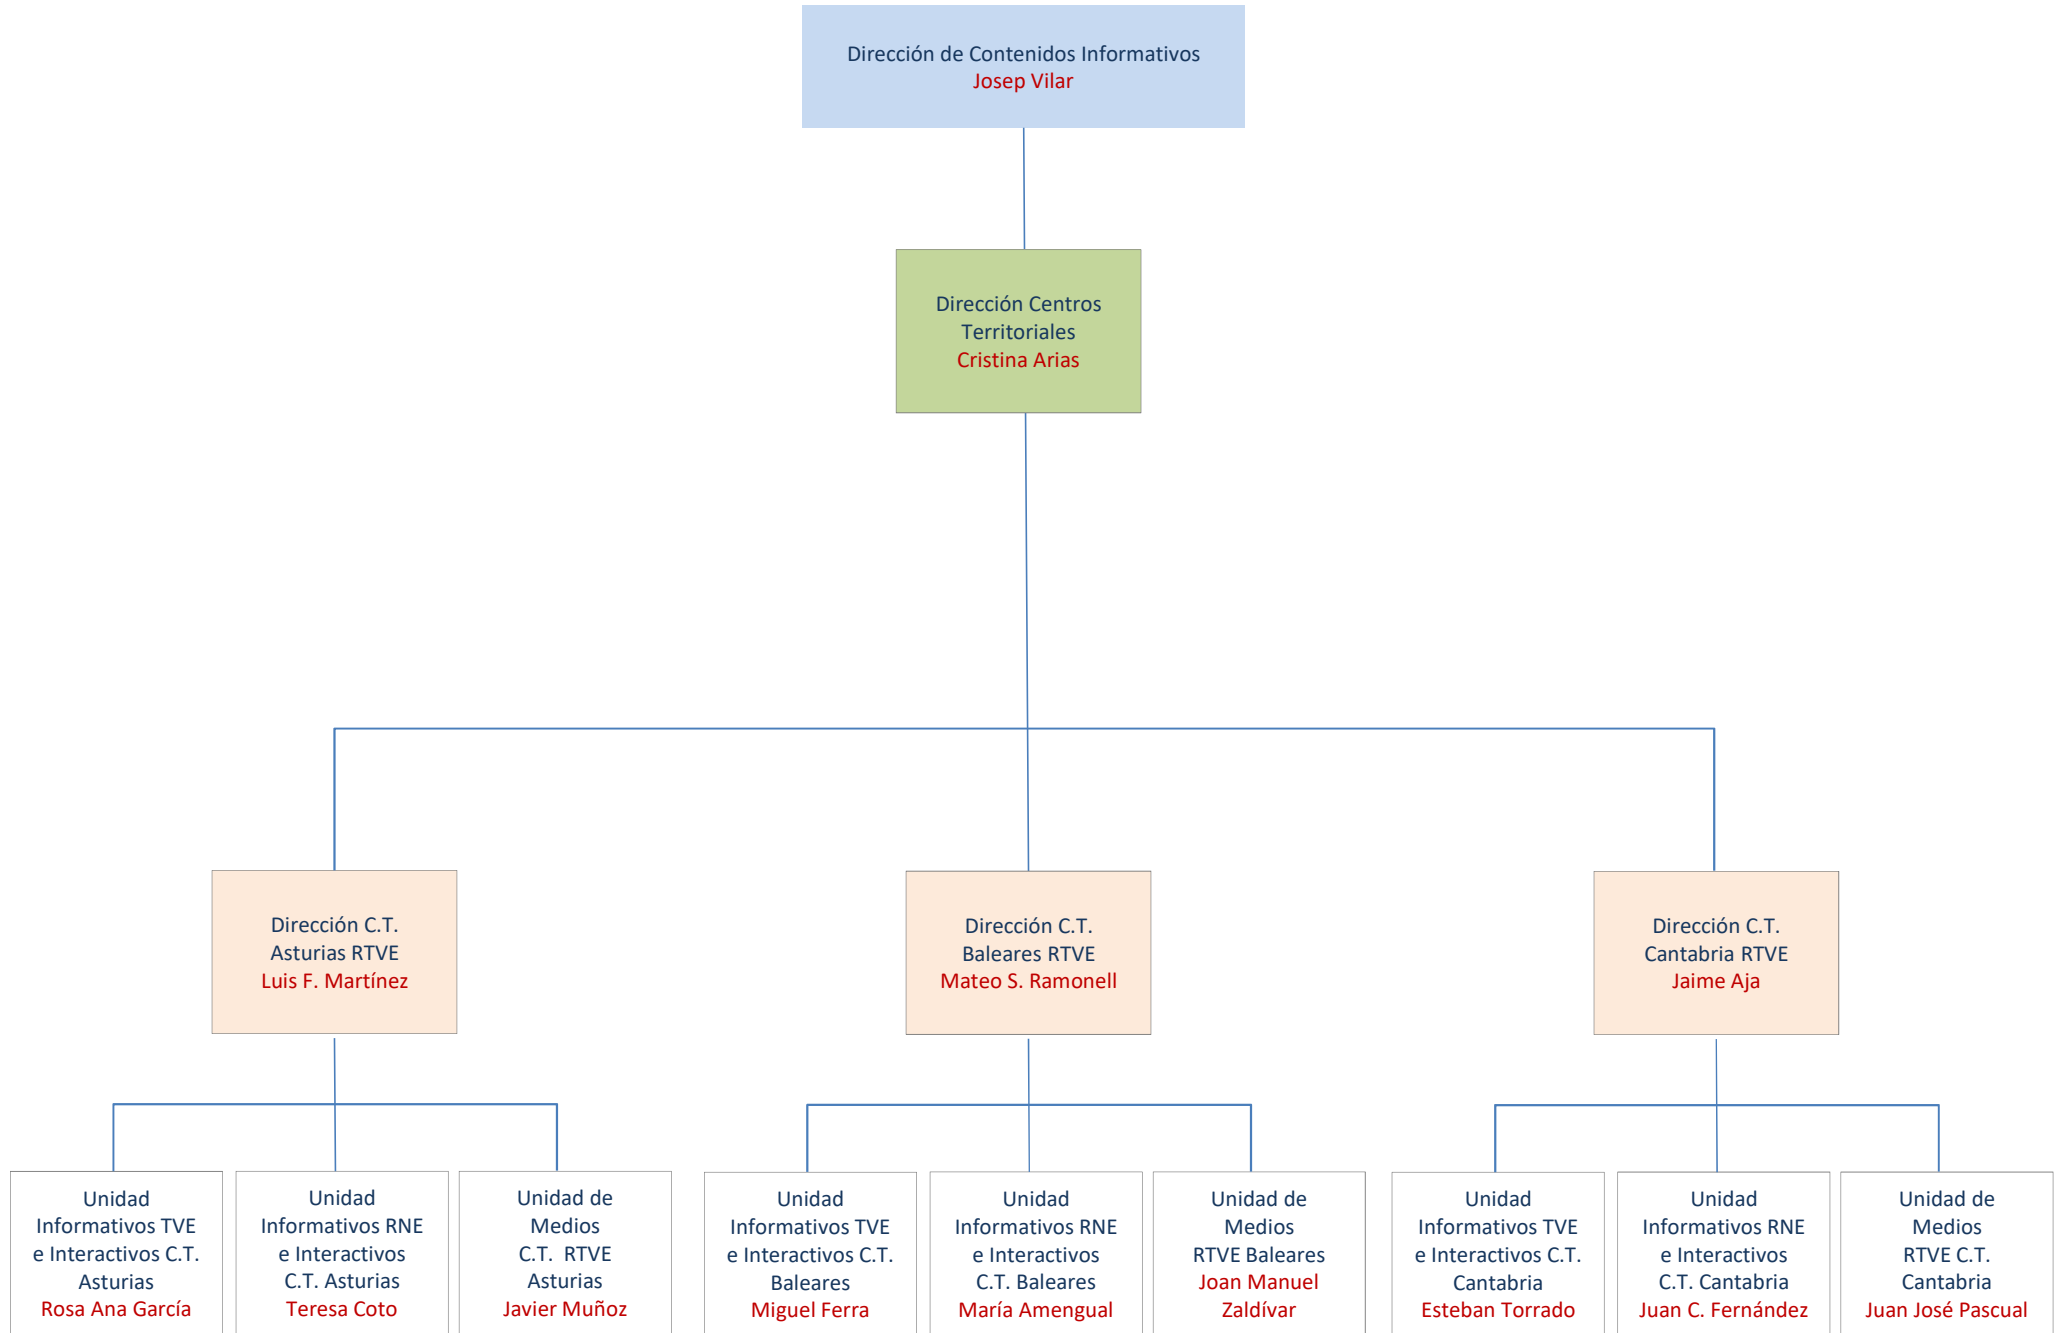 Dirección de Contenidos Informativos
Josep Vilar
Dirección Centros
Territoriales
Cristina Arias
Dirección C.T.
Asturias RTVE
Luis F. Martínez
Dirección C.T.
Baleares RTVE
Mateo S. Ramonell
Dirección C.T.
Cantabria RTVE
Jaime Aja
Unidad
Informativos TVE
e Interactivos C.T.
Asturias
Rosa Ana García
Unidad
Informativos RNE
e Interactivos
C.T. Asturias
Teresa Coto
Unidad de
Medios
C.T. RTVE
Asturias
Javier Muñoz
Unidad
Informativos TVE
e Interactivos C.T.
Baleares
Miguel Ferra
Unidad
Informativos RNE
e Interactivos
C.T. Baleares
María Amengual
Unidad de
Medios
RTVE Baleares
Joan Manuel
Zaldívar
Unidad
Informativos TVE
e Interactivos C.T.
Cantabria
Esteban Torrado
Unidad
Informativos RNE
e Interactivos
C.T. Cantabria
Juan C. Fernández
Unidad de
Medios
RTVE C.T.
Cantabria
Juan José Pascual